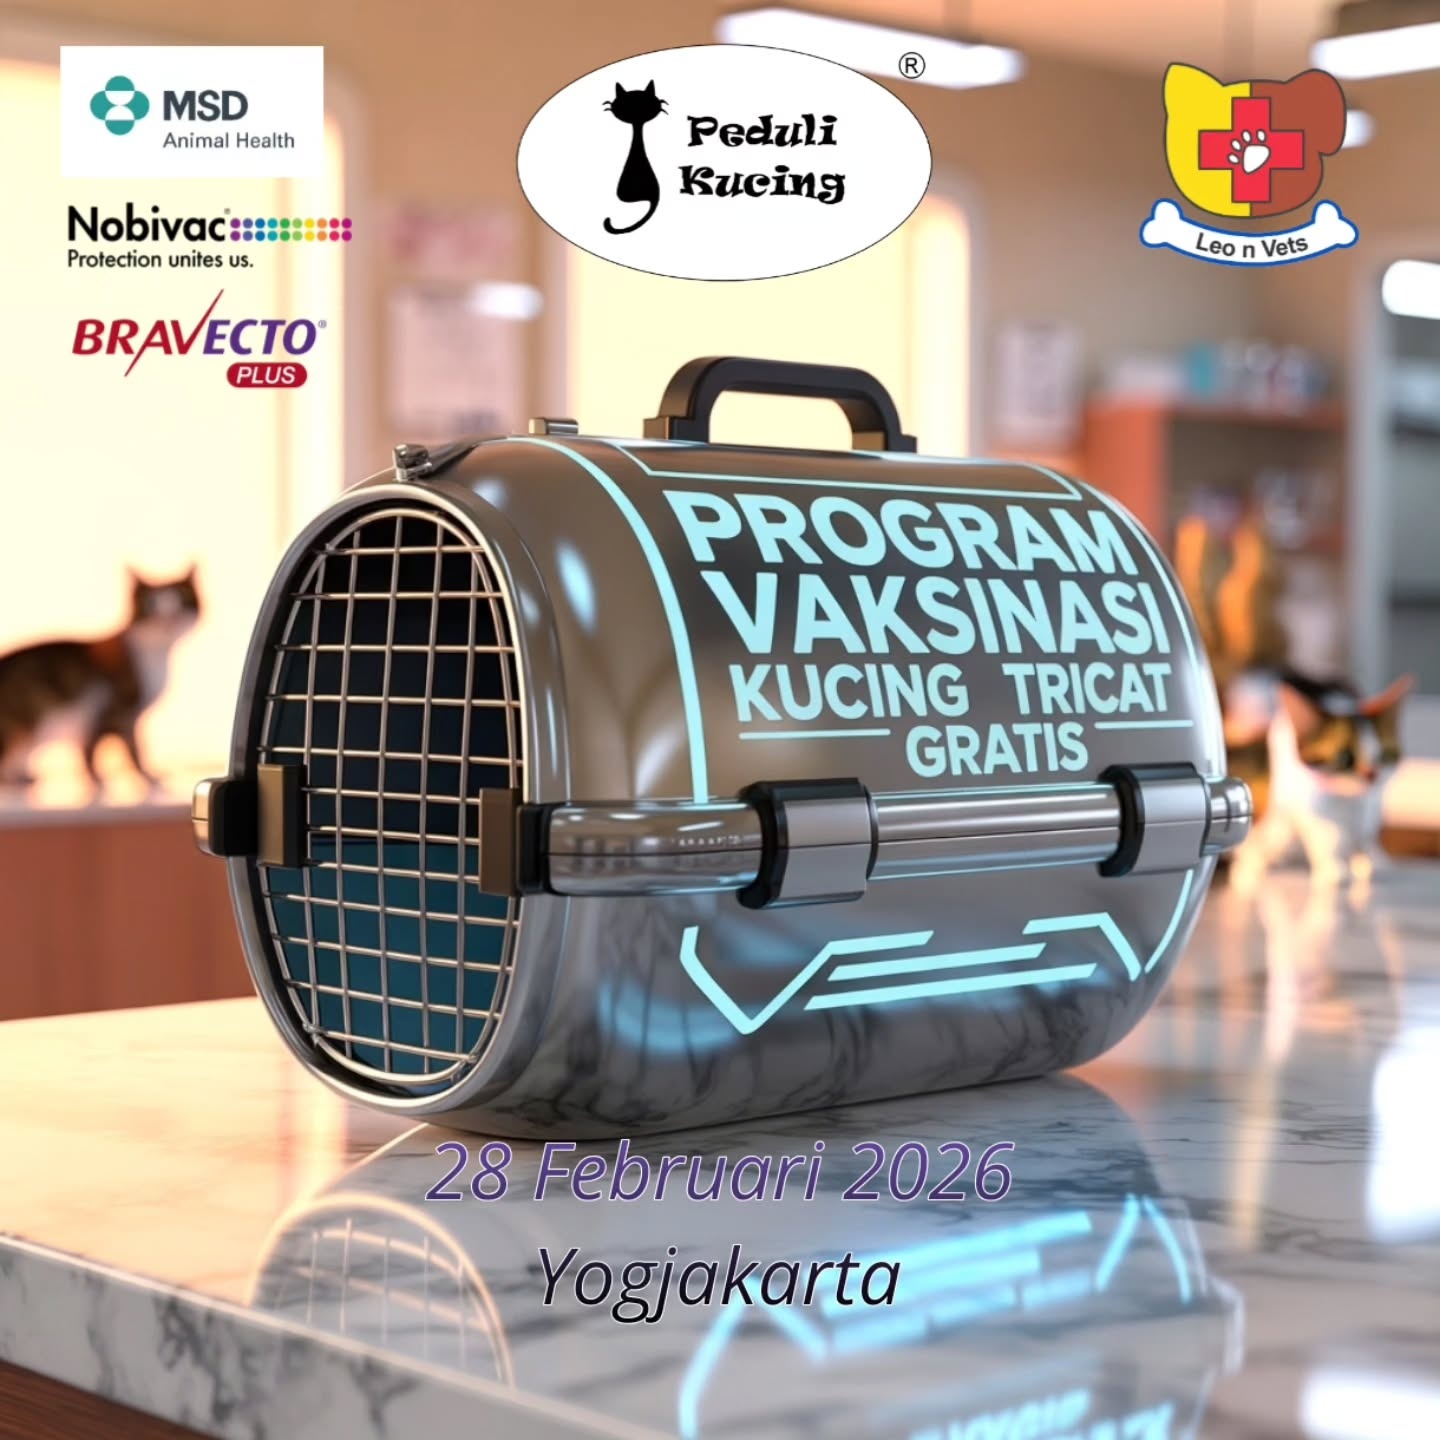 MSD
Animal Health
Nobivac®
Protection unites us.
BRAVECTO®
PLUS
Peduli
Kucing
®
Leo n Vets
PROGRAM
VAKSINASI
KUCING TRICAT
GRATIS
28 Februari 2026
Yogjakarta